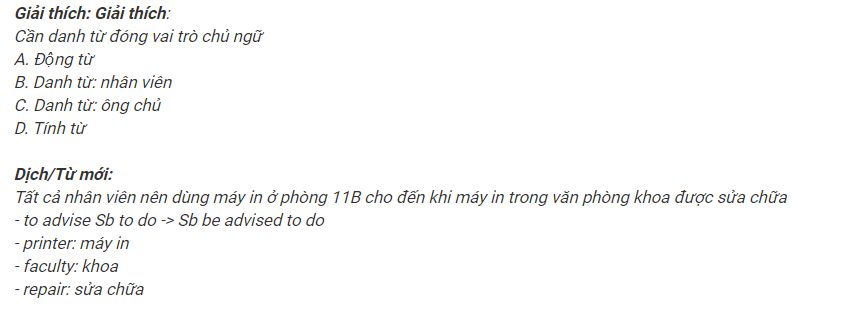 Giải thích: Giải thích:
Cần danh từ đóng vai trò chủ ngữ
A. Động từ
B. Danh từ: nhân viên
C. Danh từ: ông chủ
D. Tính từ
Dịch/Từ mới:
Tất cả nhân viên nên dùng máy in ở phòng 11B cho đến khi máy in trong văn phòng khoa được sửa chữa
- to advise Sb to do -> Sb be advised to do
- printer: máy in
- faculty: khoa
- repair: sửa chữa